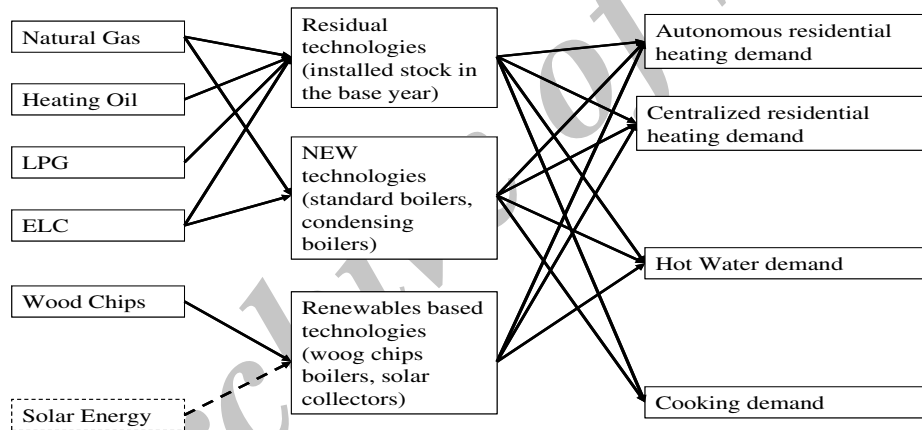 Natural Gas
Heating Oil
LPG
ELC
Wood Chips
Solar Energy
Residual
technologies
(installed stock in
the base year)
NEW
technologies
(standard boilers,
condensing
boilers)
Renewables based
technologies
(woog chips
boilers, solar
collectors)
Autonomous residential
heating demand
Centralized residential
heating demand
Hot Water demand
Cooking demand
chive of